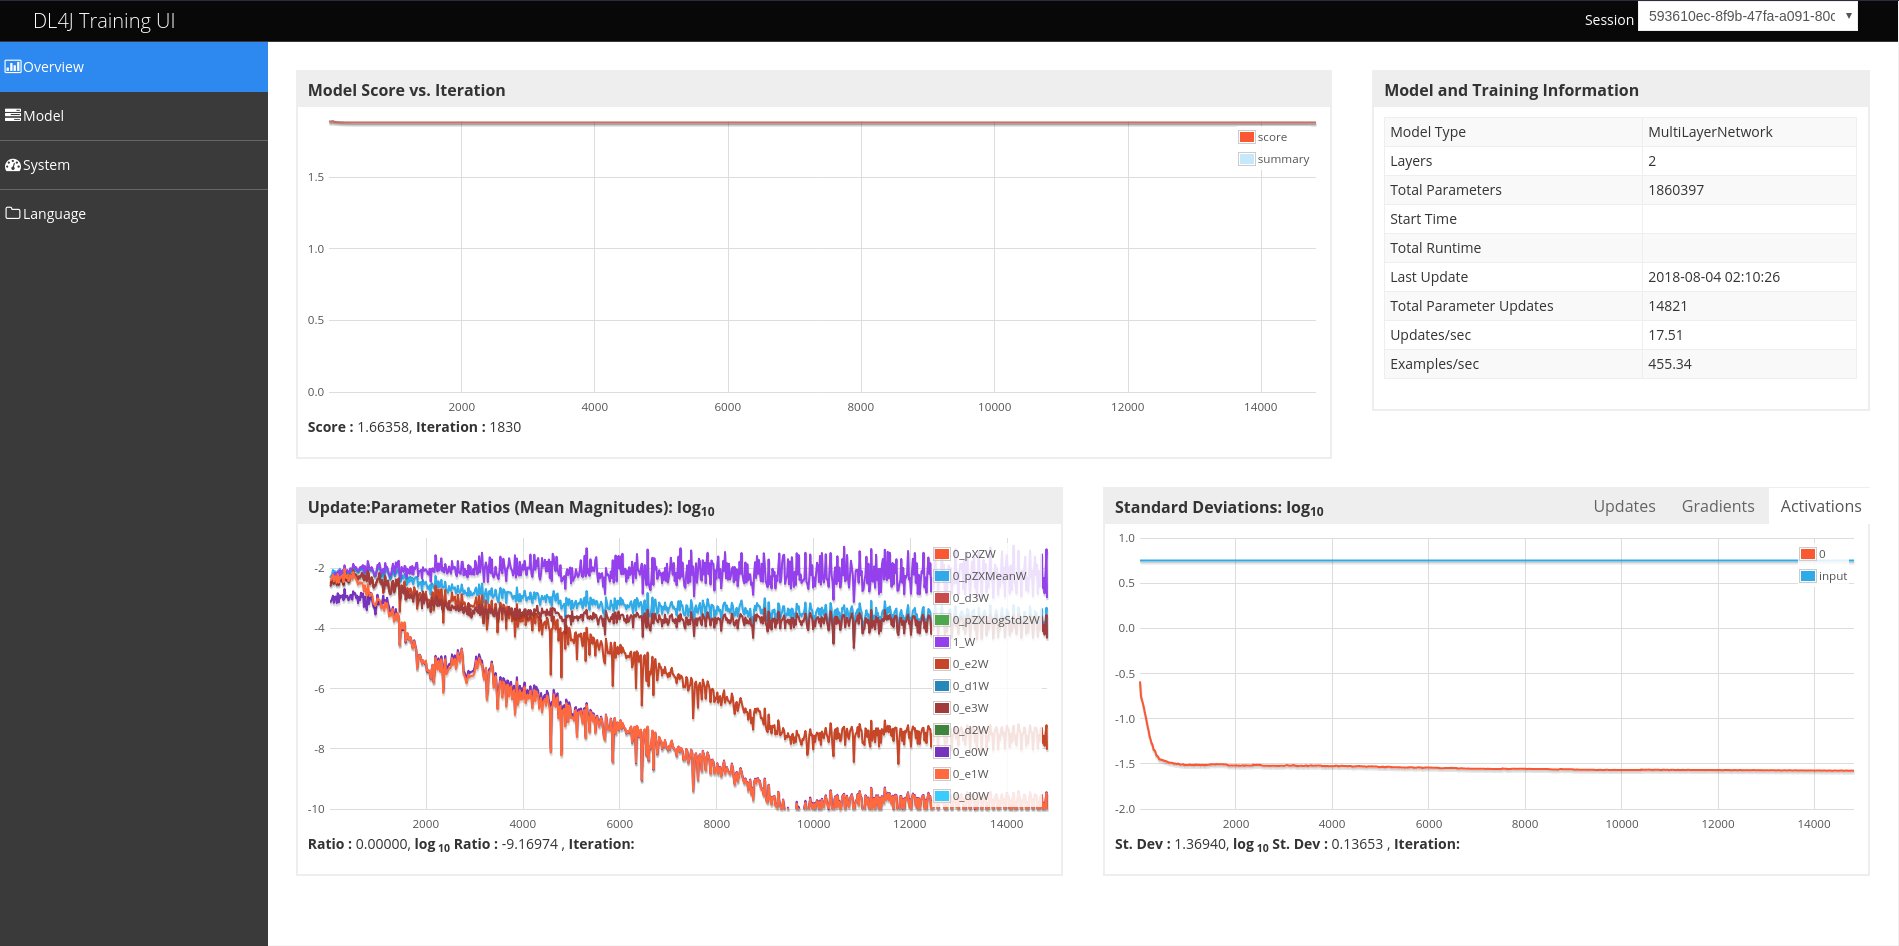 DL4J Training UI
Session 593610ec-8f9b-47fa-a091-80c
Overview
Model
System
Language
Model Score vs. Iteration
score
summary
1.5
1.0
0.5
0.0
2000 4000 6000 8000 10000 12000 14000
Score : 1.66358, Iteration : 1830
Model and Training Information
Model Type MultiLayerNetwork
Layers 2
Total Parameters 1860397
Start Time
Total Runtime
Last Update 2018-08-04 02:10:26
Total Parameter Updates 14821
Updates/sec 17.51
Examples/sec 455.34
Update:Parameter Ratios (Mean Magnitudes): log10
-2
-4
-6
-8
-10
0_pXZW
0_pZXMeanW
0_d3W
0_pZXLogStd2W
1_W
0_e2W
0_d1W
0_e3W
0_d2W
0_e0W
0_e1W
0_d0W
2000 4000 6000 8000 10000 12000 14000
Ratio : 0.00000, log 10 Ratio : -9.16974 , Iteration:
Standard Deviations: log10 Updates Gradients Activations
1.0
0.5
0.0
-0.5
-1.0
-1.5
-2.0
0
input
2000 4000 6000 8000 10000 12000 14000
St. Dev : 1.36940, log 10 St. Dev : 0.13653 , Iteration: